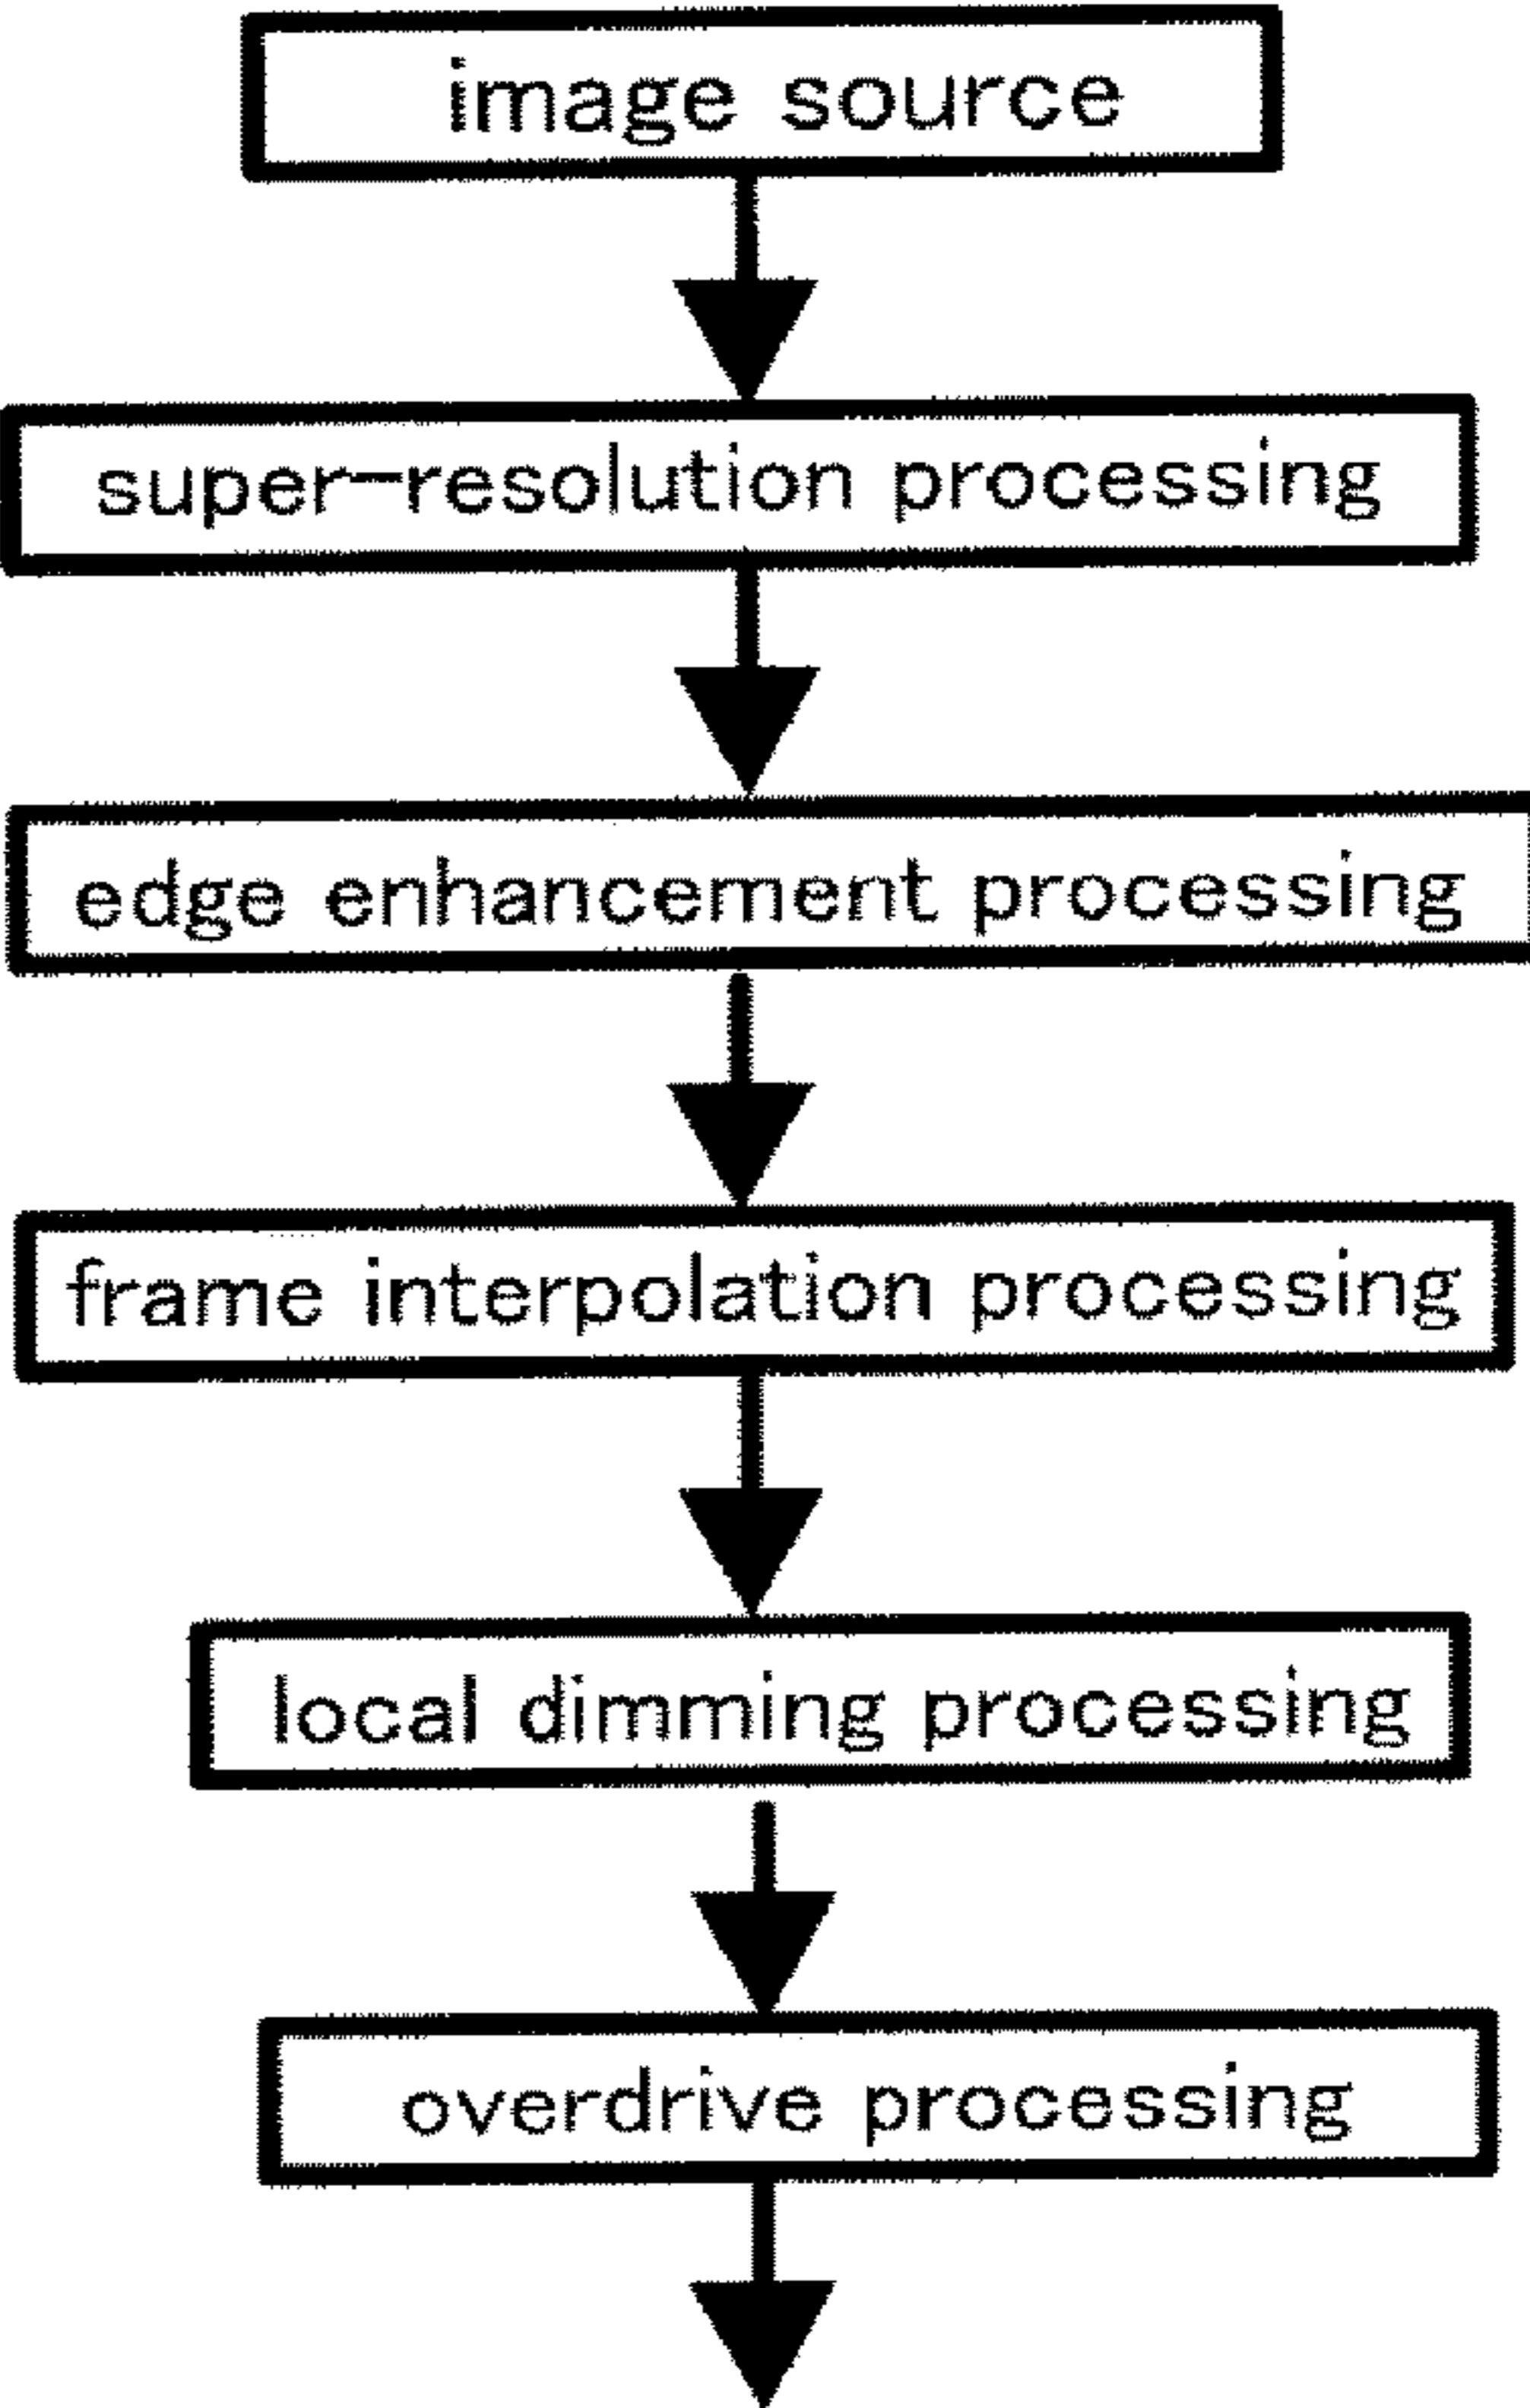 image source
super-resolution processing
edge enhancement processing
frame interpolation processing
local dimming processing
overdrive processing